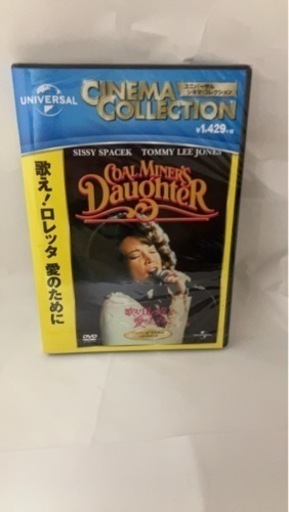 UNIVERSAL
CINEMA
COLLECTION
ユニバーサル
シネマ・コレクション
¥1,429+税
SISSY SPACEK TOMMY LEE JONES
COAL MINER'S
Daughter
歌え!ロレッタ 愛のために
DVD